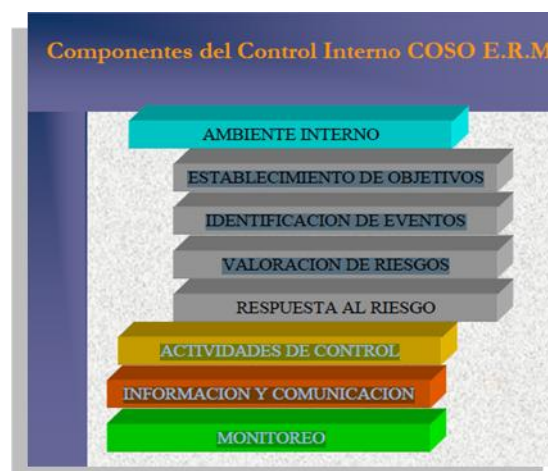 Componentes del Control Interno COSO E.R.M
AMBIENTE INTERNO
ESTABLECIMIENTO DE OBJETIVOS
IDENTIFICACION DE EVENTOS
VALORACION DE RIESGOS
RESPUESTA AL RIESGO
ACTIVIDADES DE CONTROL
INFORMACION Y COMUNICACION
MONITOREO